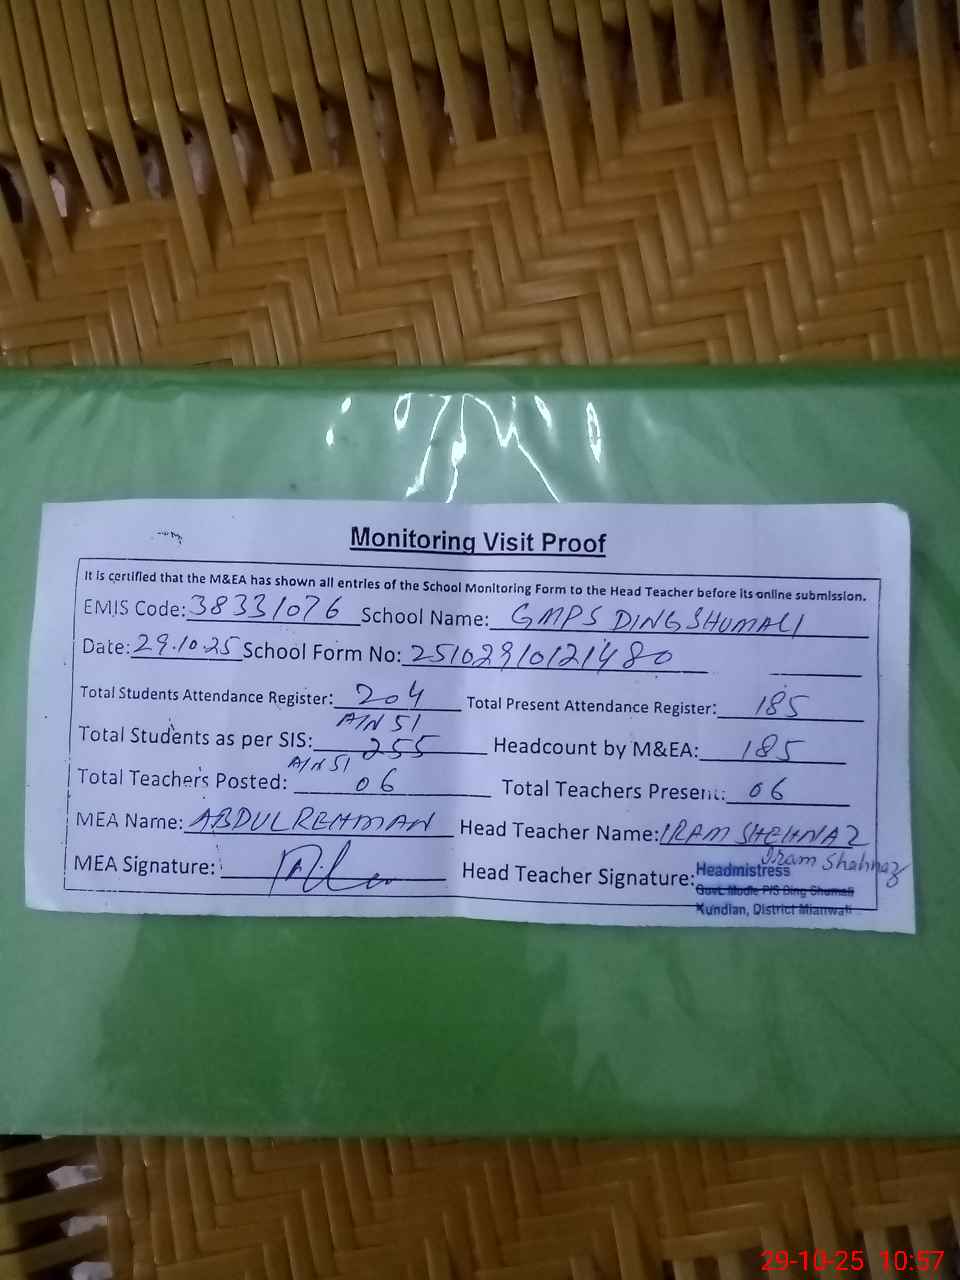 Monitoring Visit Proof
It is certified that the M&EA has shown all entries of the School Monitoring Form to the Head Teacher before its online submission.
EMIS Code: 38331076 School Name: GMPS DING SHUMALI
Date: 29.10.25 School Form No: 25102910121480
Total Students Attendance Register: 204 Total Present Attendance Register: 185
A/N 51
Total Students as per SIS: 255 Headcount by M&EA: 185
A/N 51
Total Teachers Posted: 06 Total Teachers Present: 06
MEA Name: ABDUL REHMAN Head Teacher Name: IRAM SHEHNAZ
MEA Signature: Head Teacher Signature: Iram Shahnaz
Headmistress
Govt. Modle P/S Ding Shumali
Kundian, District Mianwali
29-10-25 10:57